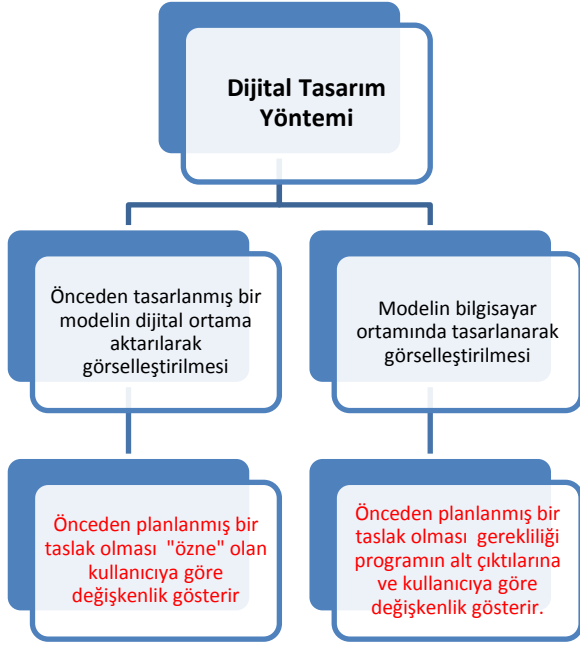 Dijital Tasarım
Yöntemi
Önceden tasarlanmış bir
modelin dijital ortama
aktarılarak
görselleştirilmesi
Modelin bilgisayar
ortamında tasarlanarak
görselleştirilmesi
Önceden planlanmış bir
taslak olması "özne" olan
kullanıcıya göre
değişkenlik gösterir
Önceden planlanmış bir
taslak olması gerekliliği
programın alt çıktılarına
ve kullanıcıya göre
değişkenlik gösterir.